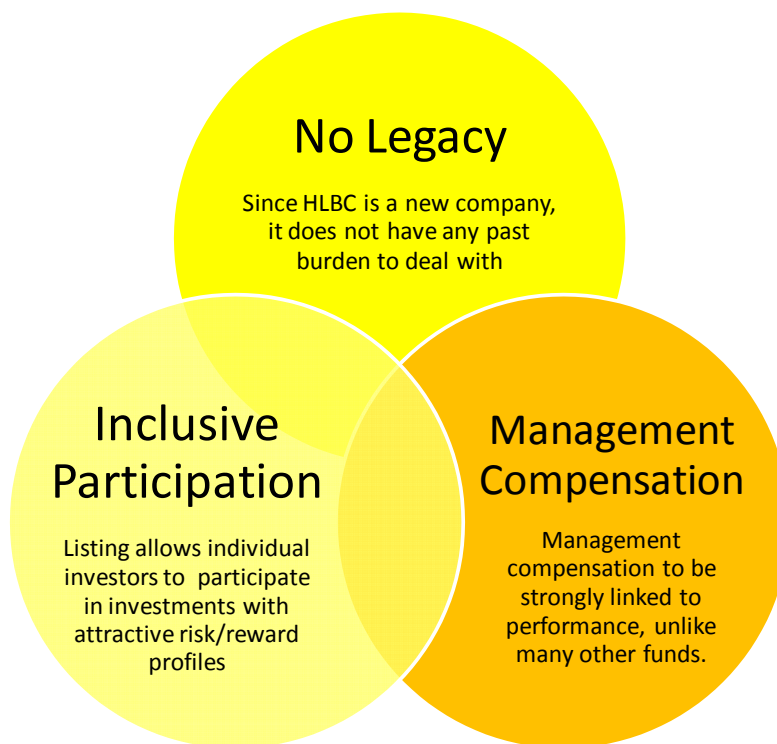 No Legacy
Since HLBC is a new company,
it does not have any past
burden to deal with
Inclusive
Participation
Listing allows individual
investors to participate
in investments with
attractive risk/reward
profiles
Management
Compensation
Management
compensation to be
strongly linked to
performance, unlike
many other funds.